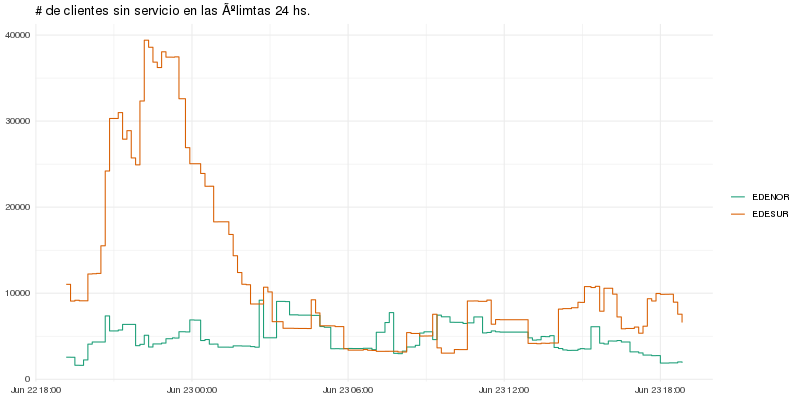 # de clientes sin servicio en las Ãºlimtas 24 hs.
40000
30000
20000
10000
0
Jun 22 18:00
Jun 23 00:00
Jun 23 06:00
Jun 23 12:00
Jun 23 18:00
EDENOR
EDESUR